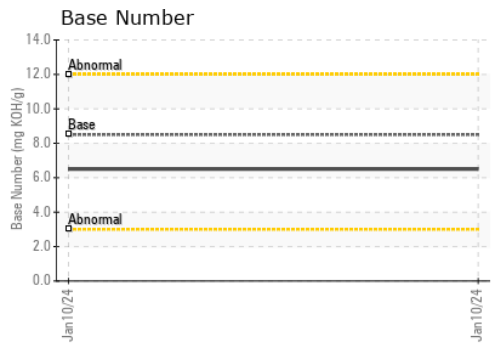 Base Number
Base Number (mg KOH/g)
14.0
12.0
10.0
8.0
6.0
4.0
2.0
0.0
Abnormal
Base
Abnormal
Jan10/24
Jan10/24